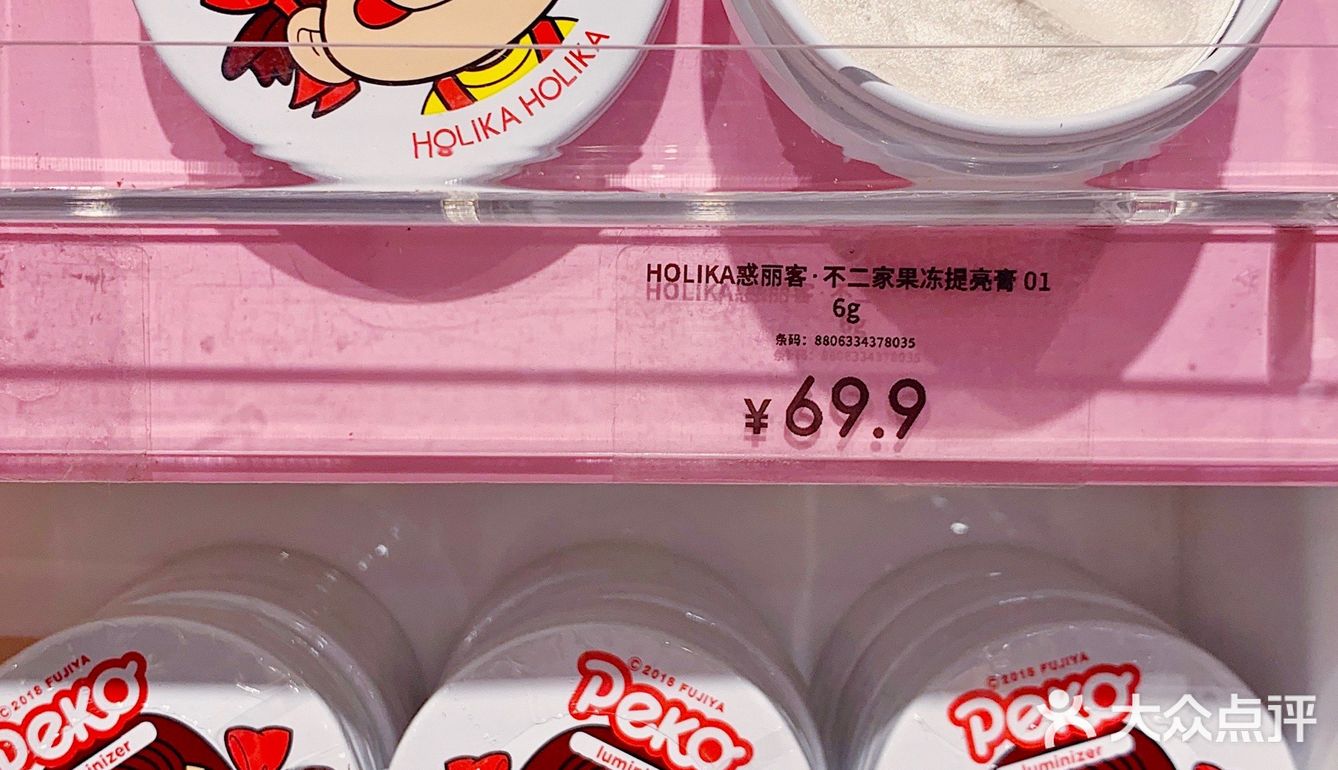 HOLIKA HOLIKA
HOLIKA惑丽客·不二家果冻提亮膏 01
6g
条码：8806334378035
¥69.9
©2018 FUJIYA
Peko
luminizer
©2018 FUJIYA
Peko
©2018 FUJIYA
Peko
luminizer
大众点评